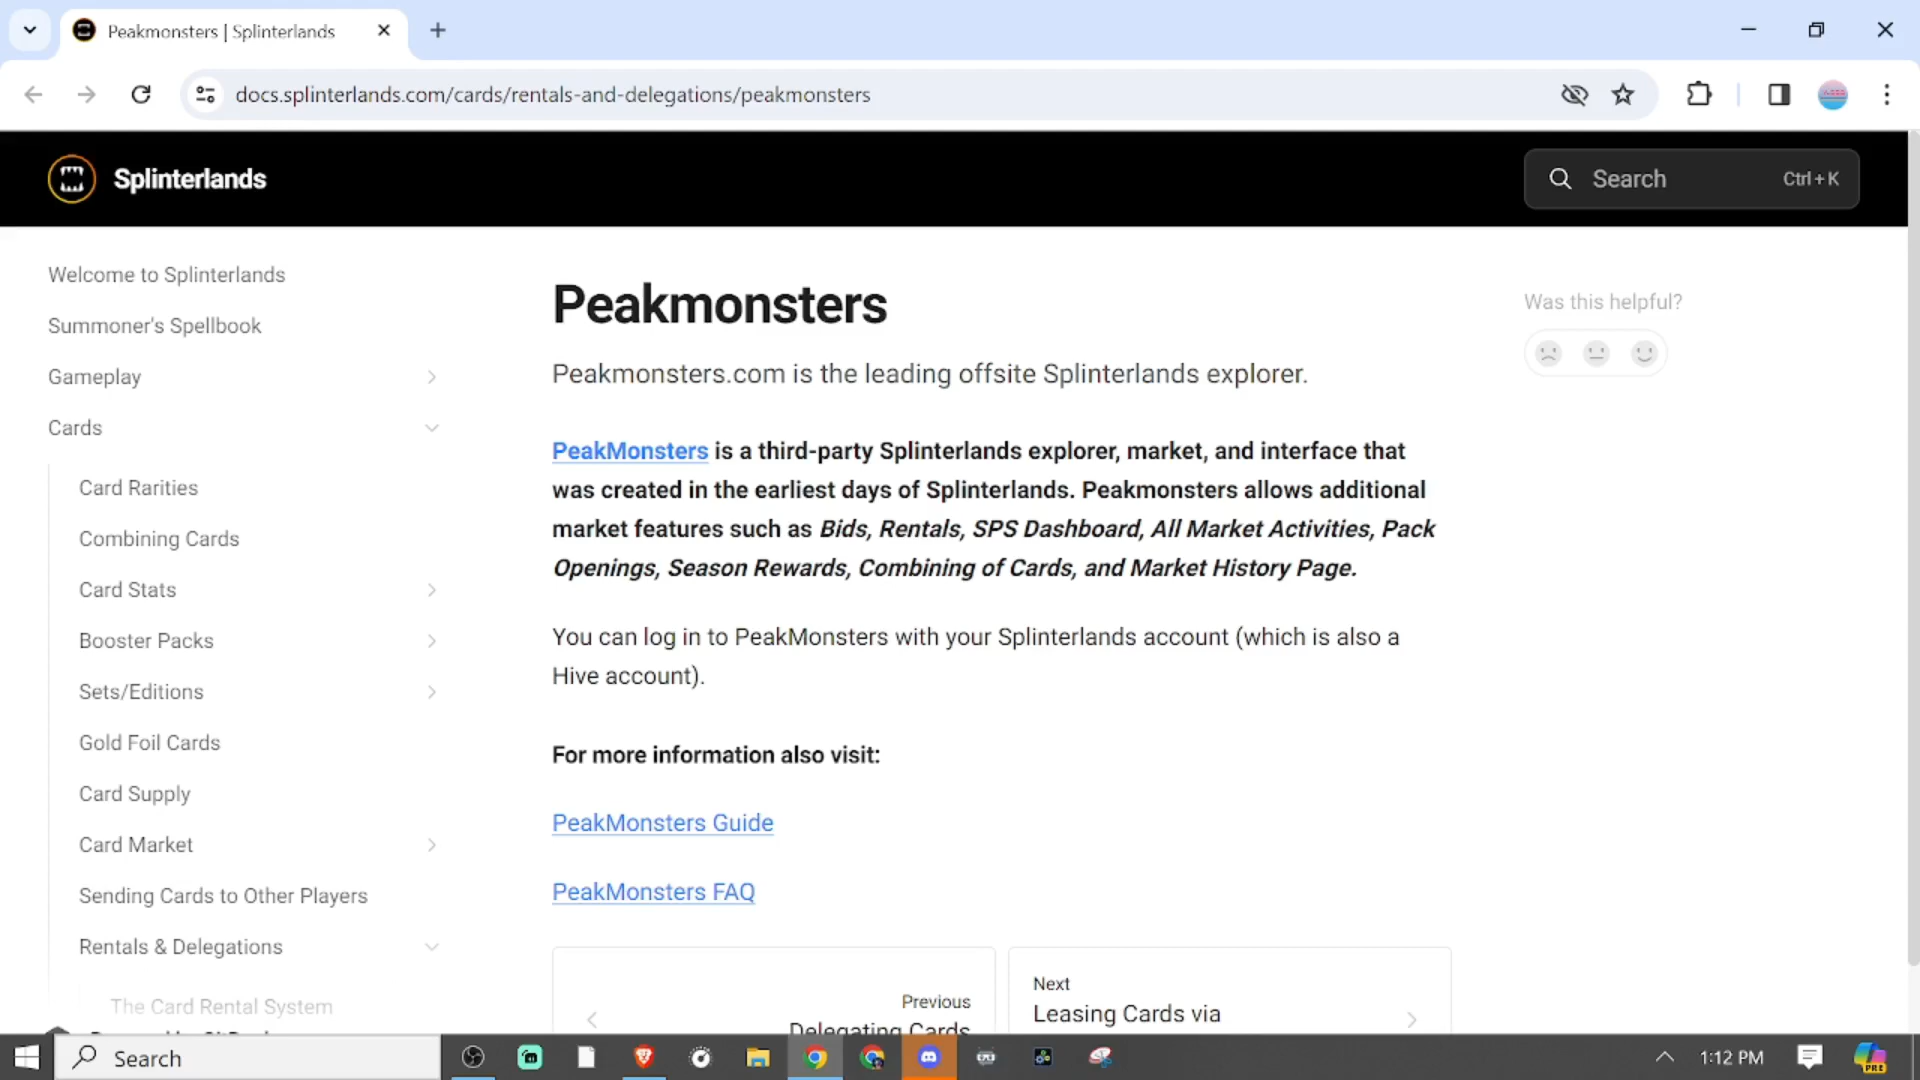 Peakmonsters | Splinterlands
docs.splinterlands.com/cards/rentals-and-delegations/peakmonsters
Splinterlands
Search
Ctrl + K
Welcome to Splinterlands
Summoner's Spellbook
Gameplay
Cards
Card Rarities
Combining Cards
Card Stats
Booster Packs
Sets/Editions
Gold Foil Cards
Card Supply
Card Market
Sending Cards to Other Players
Rentals & Delegations
The Card Rental System
Peakmonsters
Peakmonsters.com is the leading offsite Splinterlands explorer.
PeakMonsters is a third-party Splinterlands explorer, market, and interface that
was created in the earliest days of Splinterlands. Peakmonsters allows additional
market features such as Bids, Rentals, SPS Dashboard, All Market Activities, Pack
Openings, Season Rewards, Combining of Cards, and Market History Page.
You can log in to PeakMonsters with your Splinterlands account (which is also a
Hive account).
For more information also visit:
PeakMonsters Guide
PeakMonsters FAQ
Previous
Delegating Cards
Next
Leasing Cards via
Was this helpful?
Search
1:12 PM
PRE